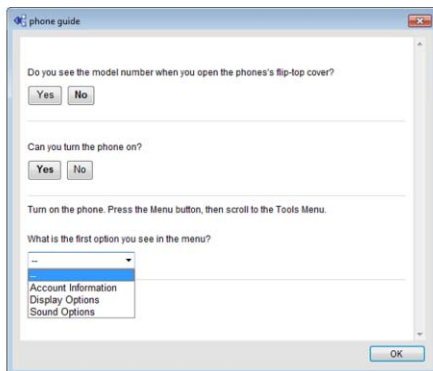 phone guide
Do you see the model number when you open the phones's flip-top cover?
Yes No
Can you turn the phone on?
Yes No
Turn on the phone. Press the Menu button, then scroll to the Tools Menu.
What is the first option you see in the menu?
--
--
Account Information
Display Options
Sound Options
OK